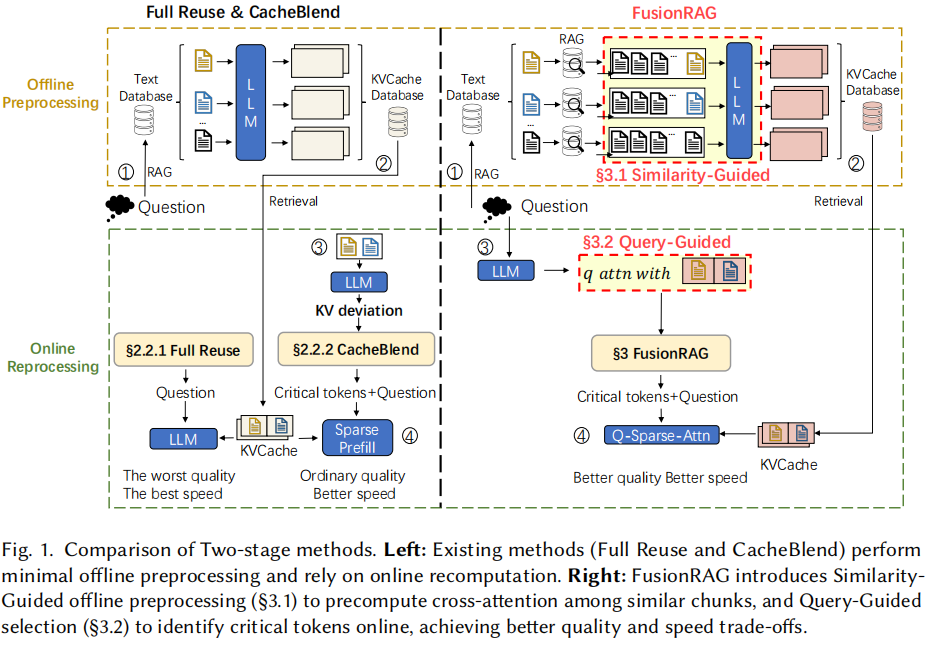 Full Reuse & CacheBlend
FusionRAG
Offline
Preprocessing
Text
Database
...
LLM
KVCache
Database
①
RAG
②
Question
Retrieval
Text
Database
RAG
...
...
...
...
LLM
KVCache
Database
§3.1 Similarity-Guided
①
RAG
②
Question
Retrieval
Online
Reprocessing
③
LLM
KV deviation
§2.2.1 Full Reuse
§2.2.2 CacheBlend
Question
Critical tokens+Question
LLM
KVCache
Sparse
Prefill
④
The worst quality
The best speed
Ordinary quality
Better speed
③
LLM
§3.2 Query-Guided
q attn with
§3 FusionRAG
Critical tokens+Question
④
Q-Sparse-Attn
KVCache
Better quality Better speed
Fig. 1. Comparison of Two-stage methods. Left: Existing methods (Full Reuse and CacheBlend) perform
minimal offline preprocessing and rely on online recomputation. Right: FusionRAG introduces Similarity-
Guided offline preprocessing (§3.1) to precompute cross-attention among similar chunks, and Query-Guided
selection (§3.2) to identify critical tokens online, achieving better quality and speed trade-offs.